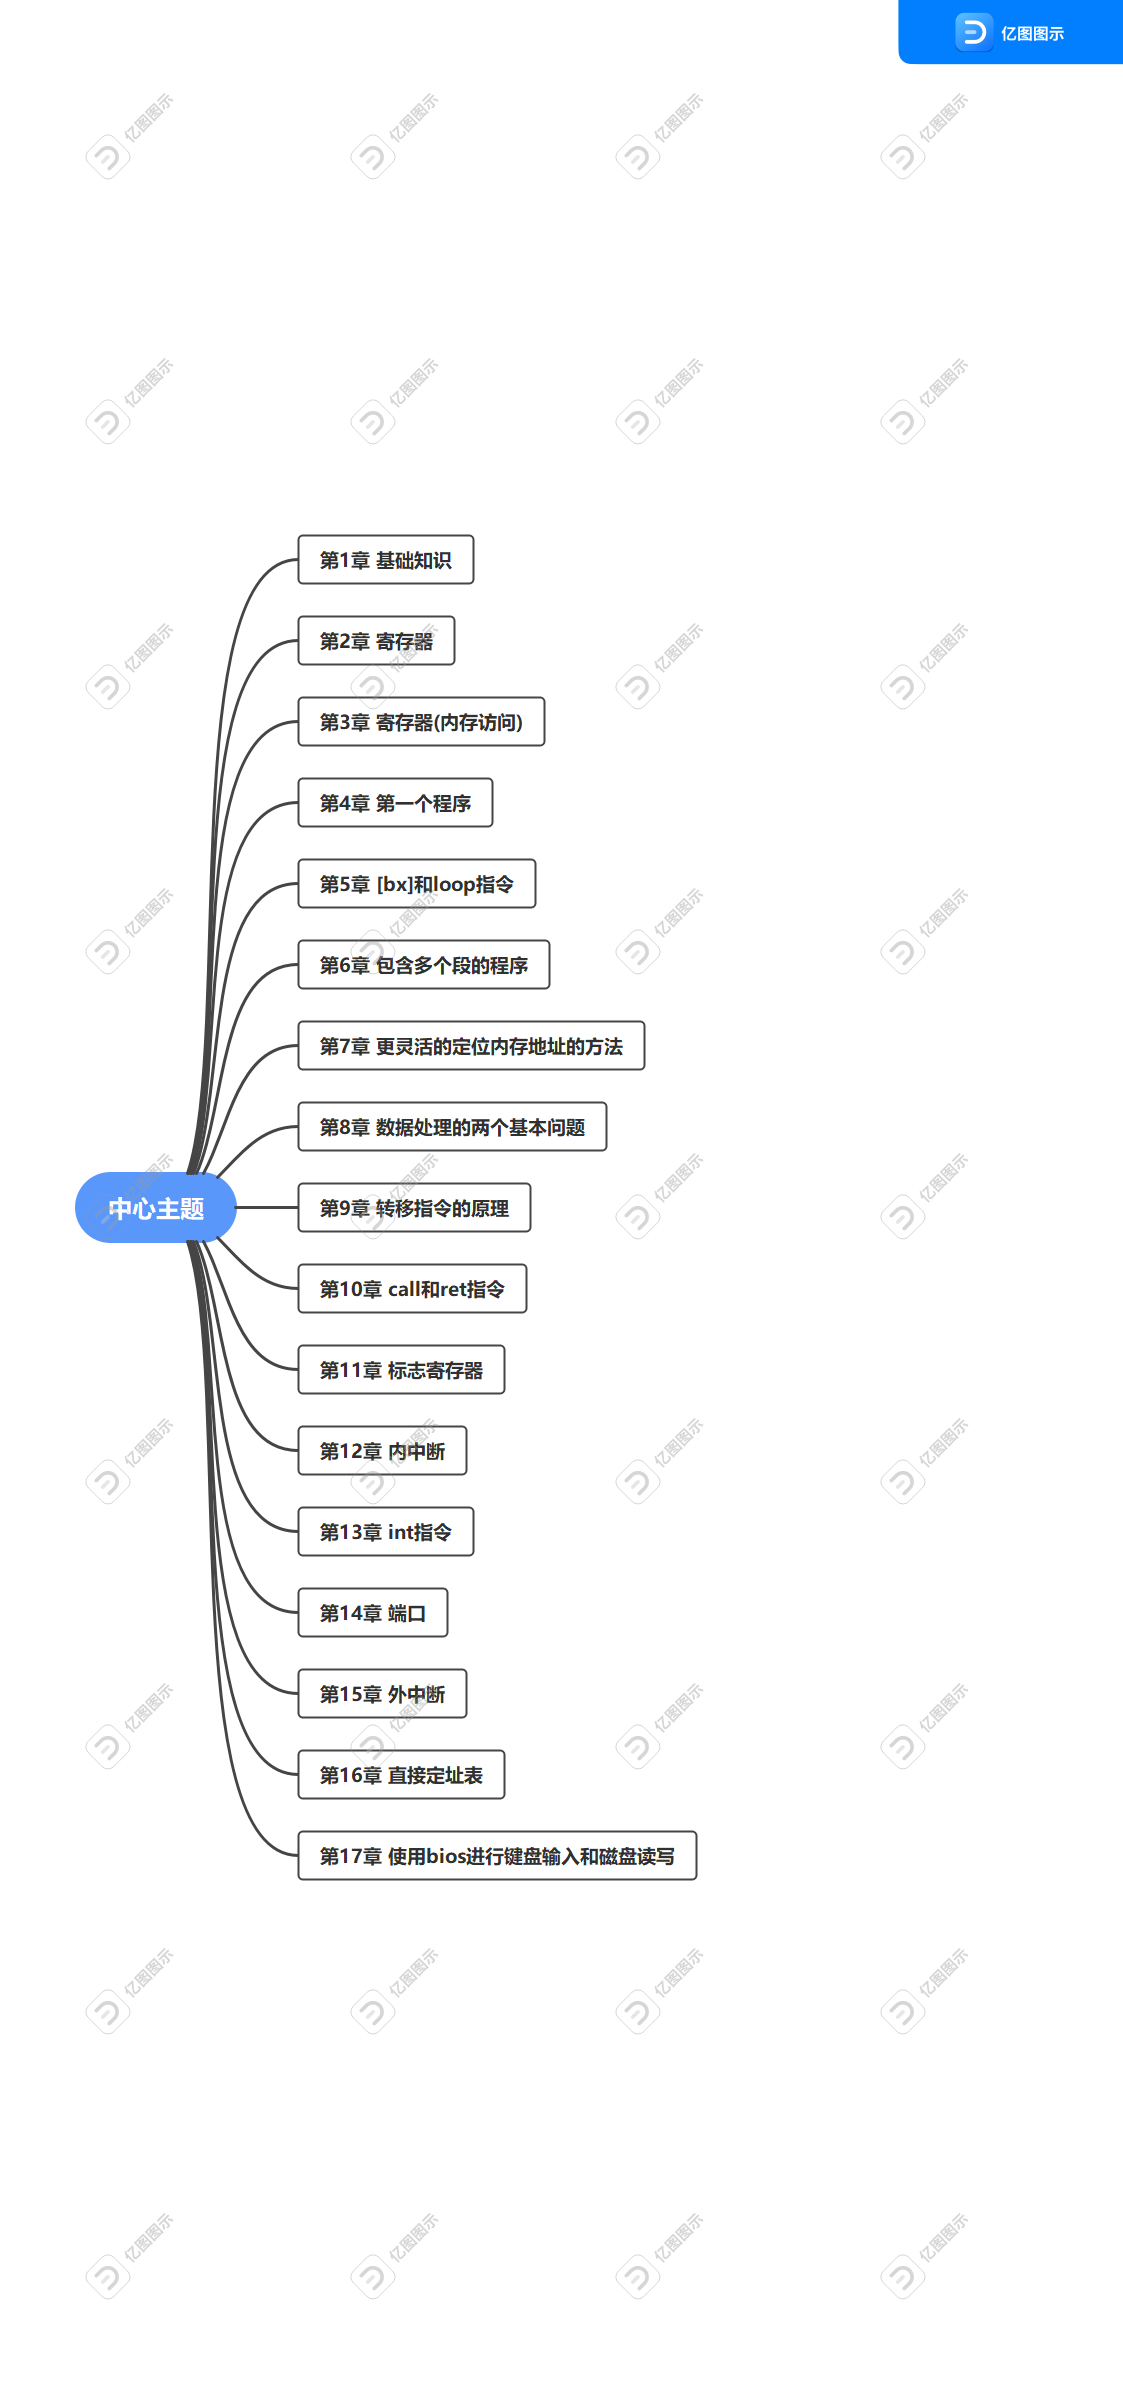 亿图图示
第1章 基础知识
第2章 寄存器
第3章 寄存器(内存访问)
第4章 第一个程序
第5章 [bx]和loop指令
第6章 包含多个段的程序
第7章 更灵活的定位内存地址的方法
第8章 数据处理的两个基本问题
中心主题
第9章 转移指令的原理
第10章 call和ret指令
第11章 标志寄存器
第12章 内中断
第13章 int指令
第14章 端口
第15章 外中断
第16章 直接定址表
第17章 使用bios进行键盘输入和磁盘读写